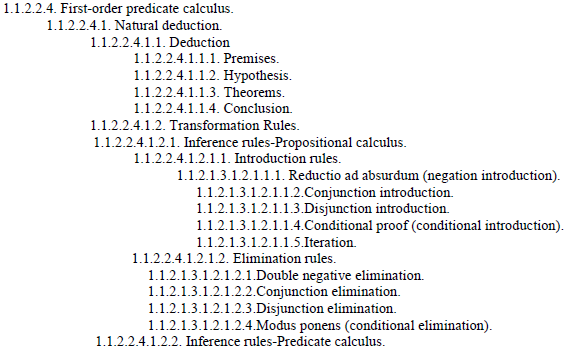 1.1.2.2.4. First-order predicate calculus.
1.1.2.2.4.1. Natural deduction.
1.1.2.2.4.1.1. Deduction
1.1.2.2.4.1.1.1. Premises.
1.1.2.2.4.1.1.2. Hypothesis.
1.1.2.2.4.1.1.3. Theorems.
1.1.2.2.4.1.1.4. Conclusion.
1.1.2.2.4.1.2. Transformation Rules.
1.1.2.2.4.1.2.1. Inference rules-Propositional calculus.
1.1.2.2.4.1.2.1.1. Introduction rules.
1.1.2.1.3.1.2.1.1.1. Reductio ad absurdum (negation introduction).
1.1.2.1.3.1.2.1.1.2.Conjunction introduction.
1.1.2.1.3.1.2.1.1.3.Disjunction introduction.
1.1.2.1.3.1.2.1.1.4.Conditional proof (conditional introduction).
1.1.2.1.3.1.2.1.1.5.Iteration.
1.1.2.2.4.1.2.1.2. Elimination rules.
1.1.2.1.3.1.2.1.2.1.Double negative elimination.
1.1.2.1.3.1.2.1.2.2.Conjunction elimination.
1.1.2.1.3.1.2.1.2.3.Disjunction elimination.
1.1.2.1.3.1.2.1.2.4.Modus ponens (conditional elimination).
1.1.2.2.4.1.2.2. Inference rules-Predicate calculus.